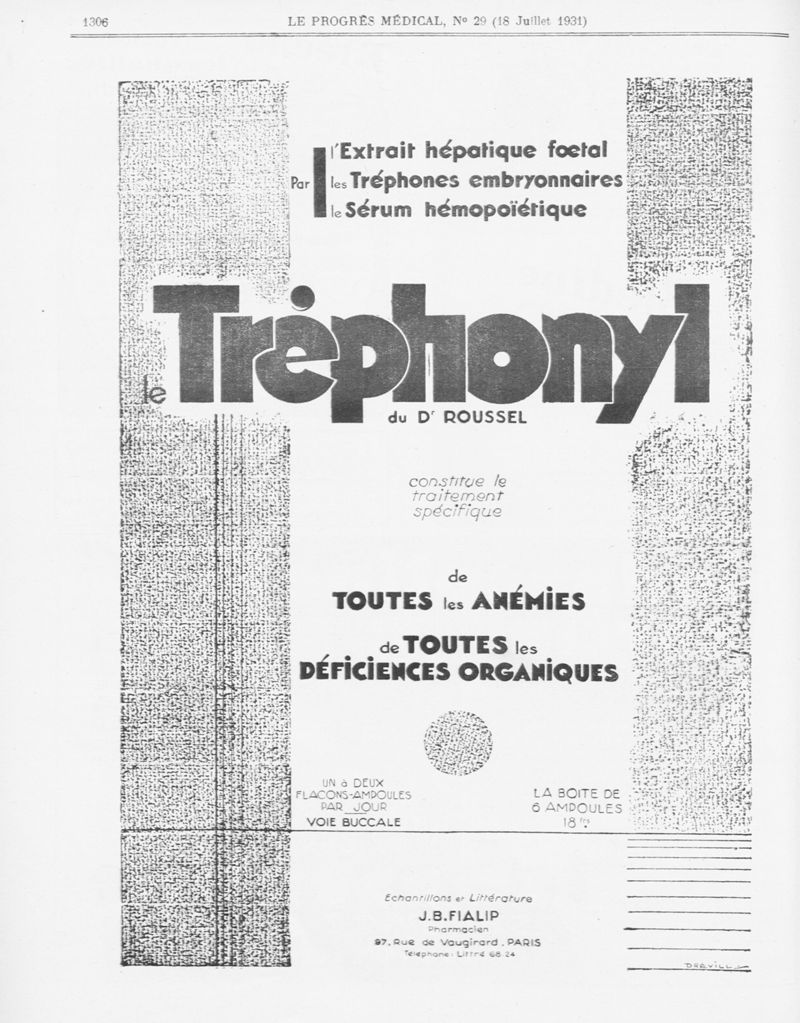 1306
LE PROGRÈS MÉDICAL, No 29 (18 Juillet 1931)
l'Extrait hépatique fœtal
Par les Tréphones embryonnaires
le Sérum hémopoïétique
le Tréphonyl
du Dr ROUSSEL
constitue le
traitement
spécifique
de
TOUTES les ANÉMIES
de TOUTES les
DÉFICIENCES ORGANIQUES
UN à DEUX
FLACONS-AMPOULES
PAR JOUR
VOIE BUCCALE
LA BOITE DE
6 AMPOULES
18 frs
Echantillons et Littérature
J.B.FIALIP
Pharmacien
97, Rue de Vaugirard. PARIS
Téléphone: Littré 68.24